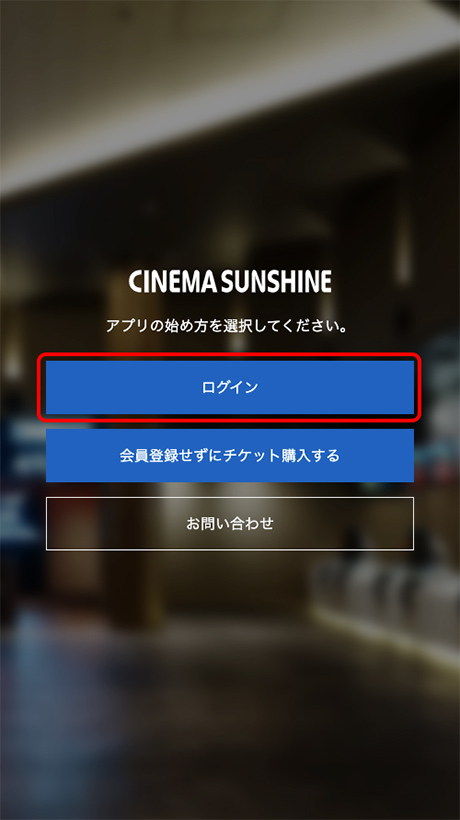 CINEMA SUNSHINE
アプリの始め方を選択してください。
ログイン
会員登録せずにチケット購入する
お問い合わせ